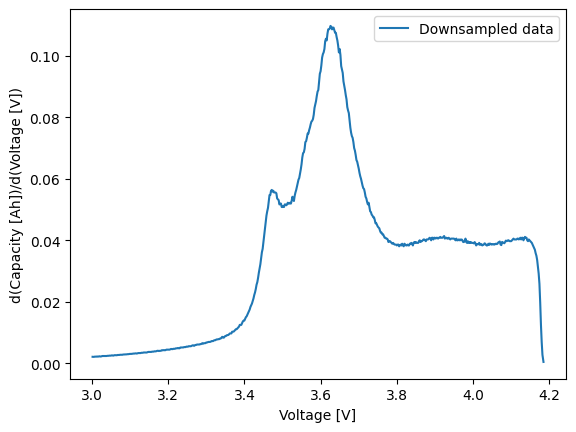 Downsampled data
d(Capacity [Ah])/d(Voltage [V])
0.10
0.08
0.06
0.04
0.02
0.00
3.0 3.2 3.4 3.6 3.8 4.0 4.2
Voltage [V]